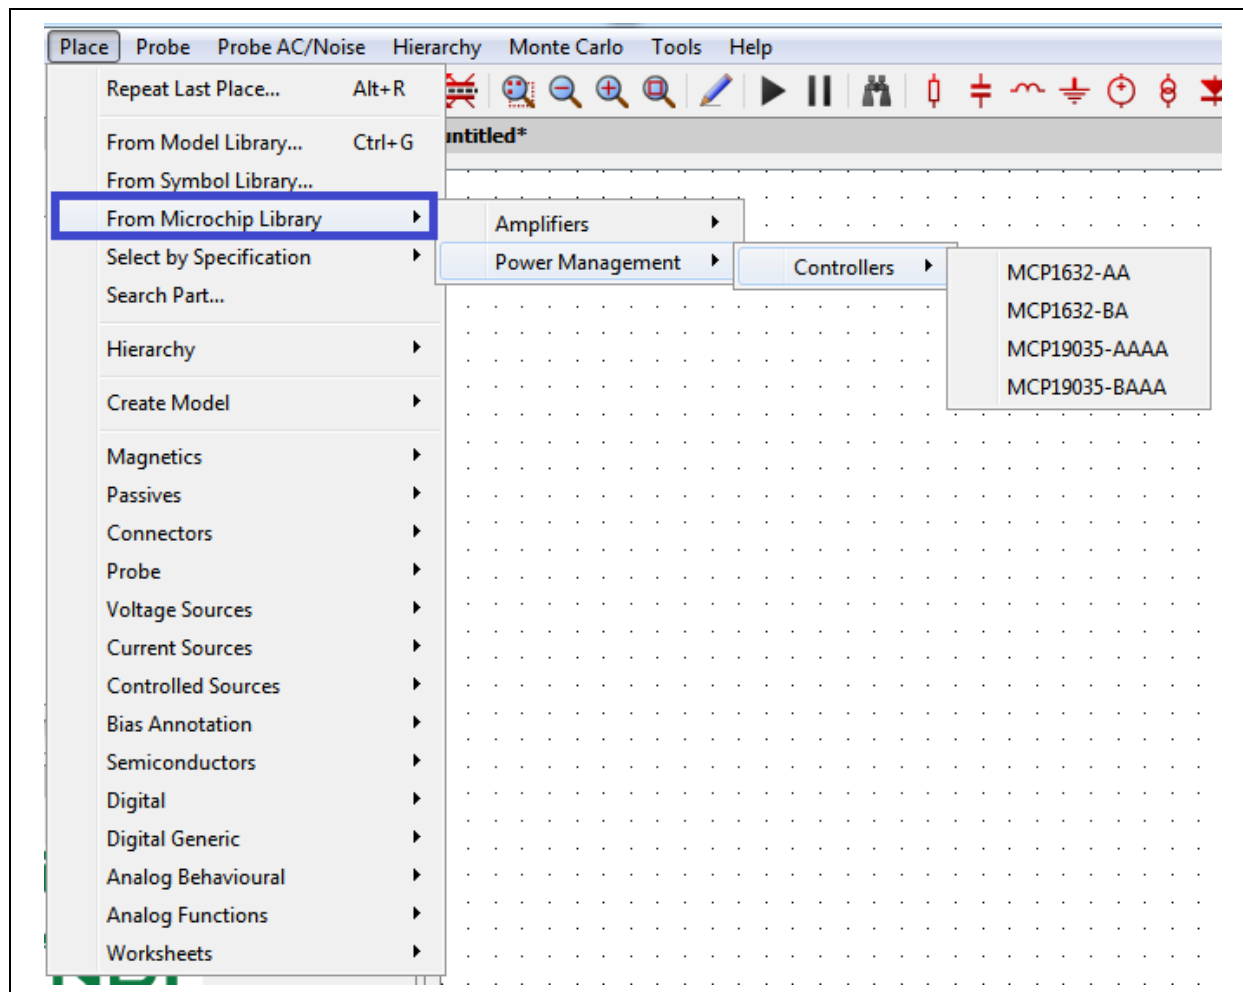 Place Probe Probe AC/Noise Hierarchy Monte Carlo Tools Help
Repeat Last Place... Alt+R
untitled*
From Model Library... Ctrl+G
From Symbol Library...
From Microchip Library
Amplifiers
Select by Specification
Power Management
Controllers
MCP1632-AA
MCP1632-BA
MCP19035-AAAA
MCP19035-BAAA
Search Part...
Hierarchy
Create Model
Magnetics
Passives
Connectors
Probe
Voltage Sources
Current Sources
Controlled Sources
Bias Annotation
Semiconductors
Digital
Digital Generic
Analog Behavioural
Analog Functions
Worksheets